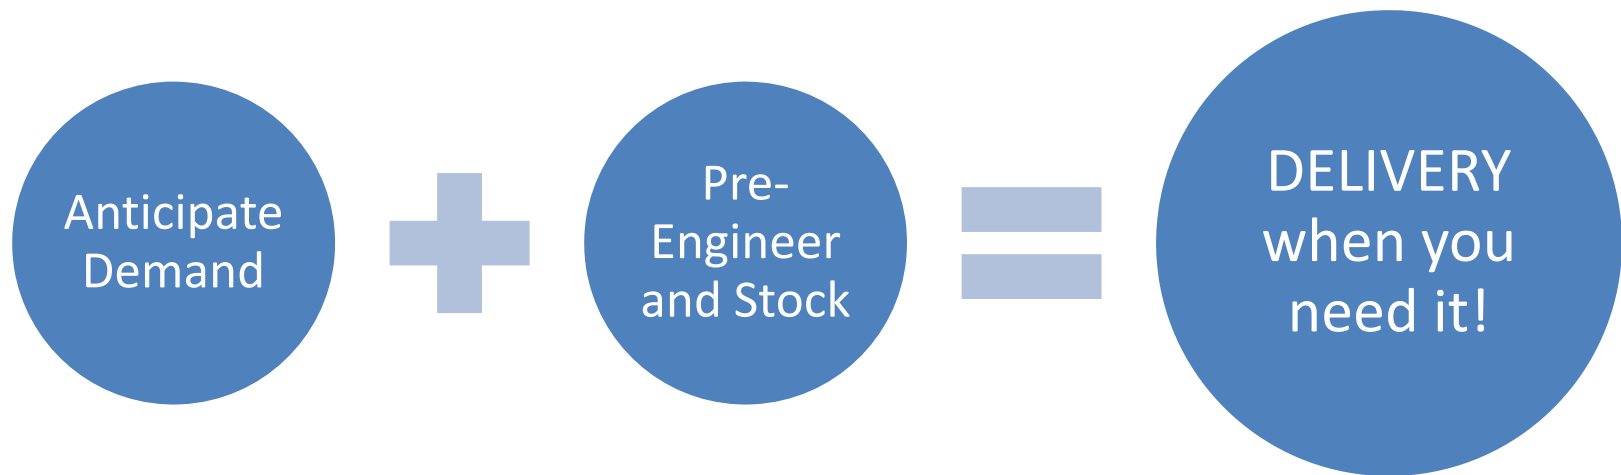 Anticipate
Demand
Pre-
Engineer
and Stock
DELIVERY
when you
need it!